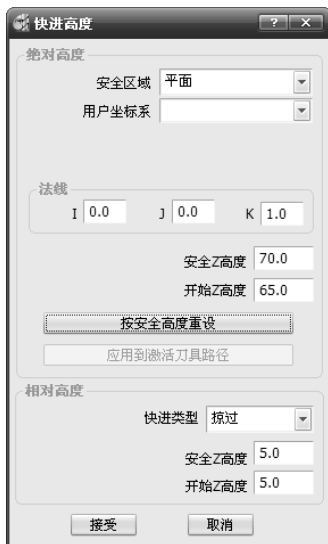 快进高度
绝对高度
安全区域 平面
用户坐标系
法线
I 0.0 J 0.0 K 1.0
安全Z高度 70.0
开始Z高度 65.0
按安全高度重设
应用到激活刀具路径
相对高度
快进类型 掠过
安全Z高度 5.0
开始Z高度 5.0
接受 取消